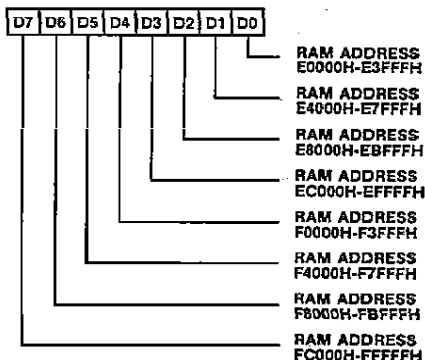 D7 D6 D5 D4 D3 D2 D1 D0
RAM ADDRESS
E0000H-E3FFFH
RAM ADDRESS
E4000H-E7FFFH
RAM ADDRESS
E8000H-EBFFFH
RAM ADDRESS
EC000H-EFFFFH
RAM ADDRESS
F0000H-F3FFFH
RAM ADDRESS
F4000H-F7FFFH
RAM ADDRESS
F8000H-FBFFFH
RAM ADDRESS
FC000H-FFFFFH